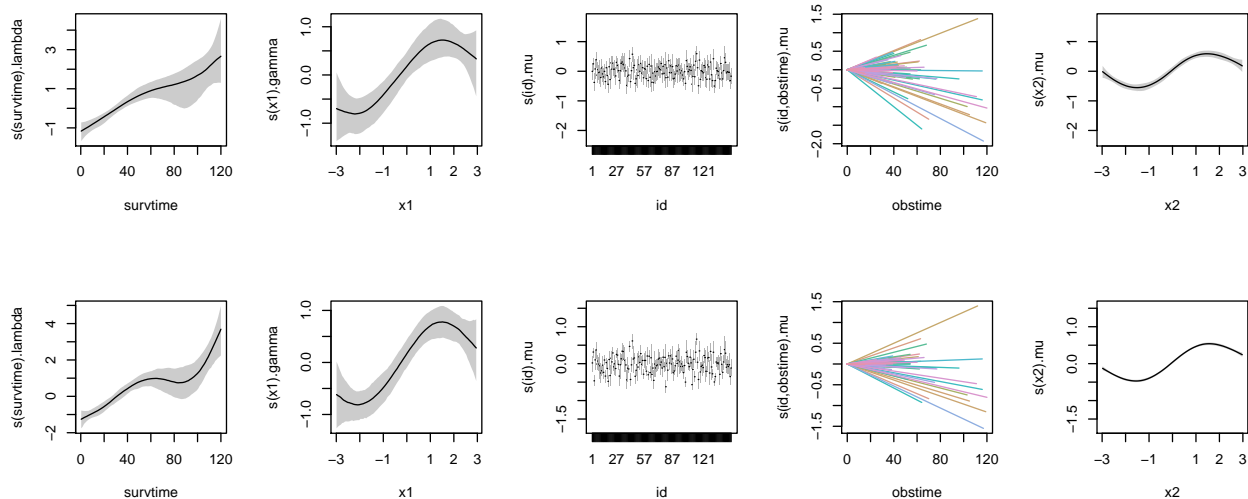 s(survtime).lambda
−1 1 3
0 40 80 120
survtime
s(x1).gamma
−1.0 0.0 1.0
−3 −1 1 2 3
x1
s(id).mu
−2 −1 0 1
1 27 57 87 121
id
s(id,obstime).mu
−2.0 −0.5 0.5 1.5
0 40 80 120
obstime
s(x2).mu
−2 −1 0 1
−3 −1 1 2 3
x2
s(survtime).lambda
−2 0 2 4
0 40 80 120
survtime
s(x1).gamma
−1.0 0.0 1.0
−3 −1 1 2 3
x1
s(id).mu
−1.5 0.0 1.0
1 27 57 87 121
id
s(id,obstime).mu
−1.5 −0.5 0.5 1.5
0 40 80 120
obstime
s(x2).mu
−1.5 0.0 1.0
−3 −1 1 2 3
x2